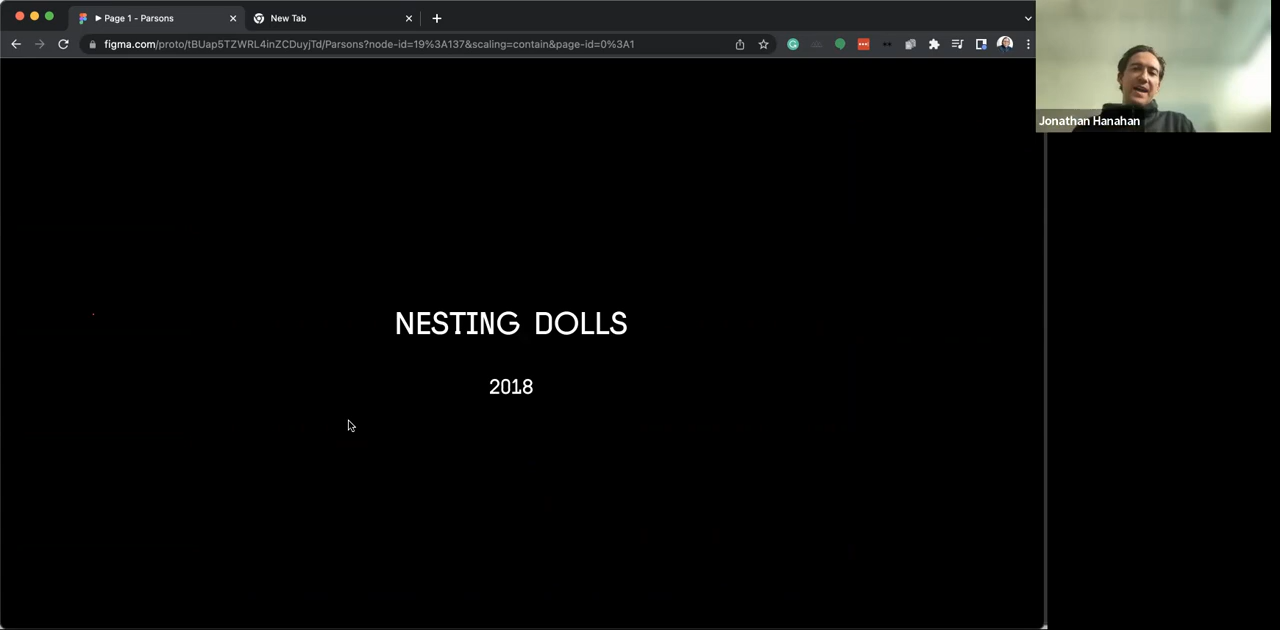 Page 1 - Parsons
New Tab
figma.com/proto/tBUap5TZWRL4inZCDuyjTd/Parsons?node-id=19%3A137&scaling=contain&page-id=0%3A1
Jonathan Hanahan
NESTING DOLLS
2018